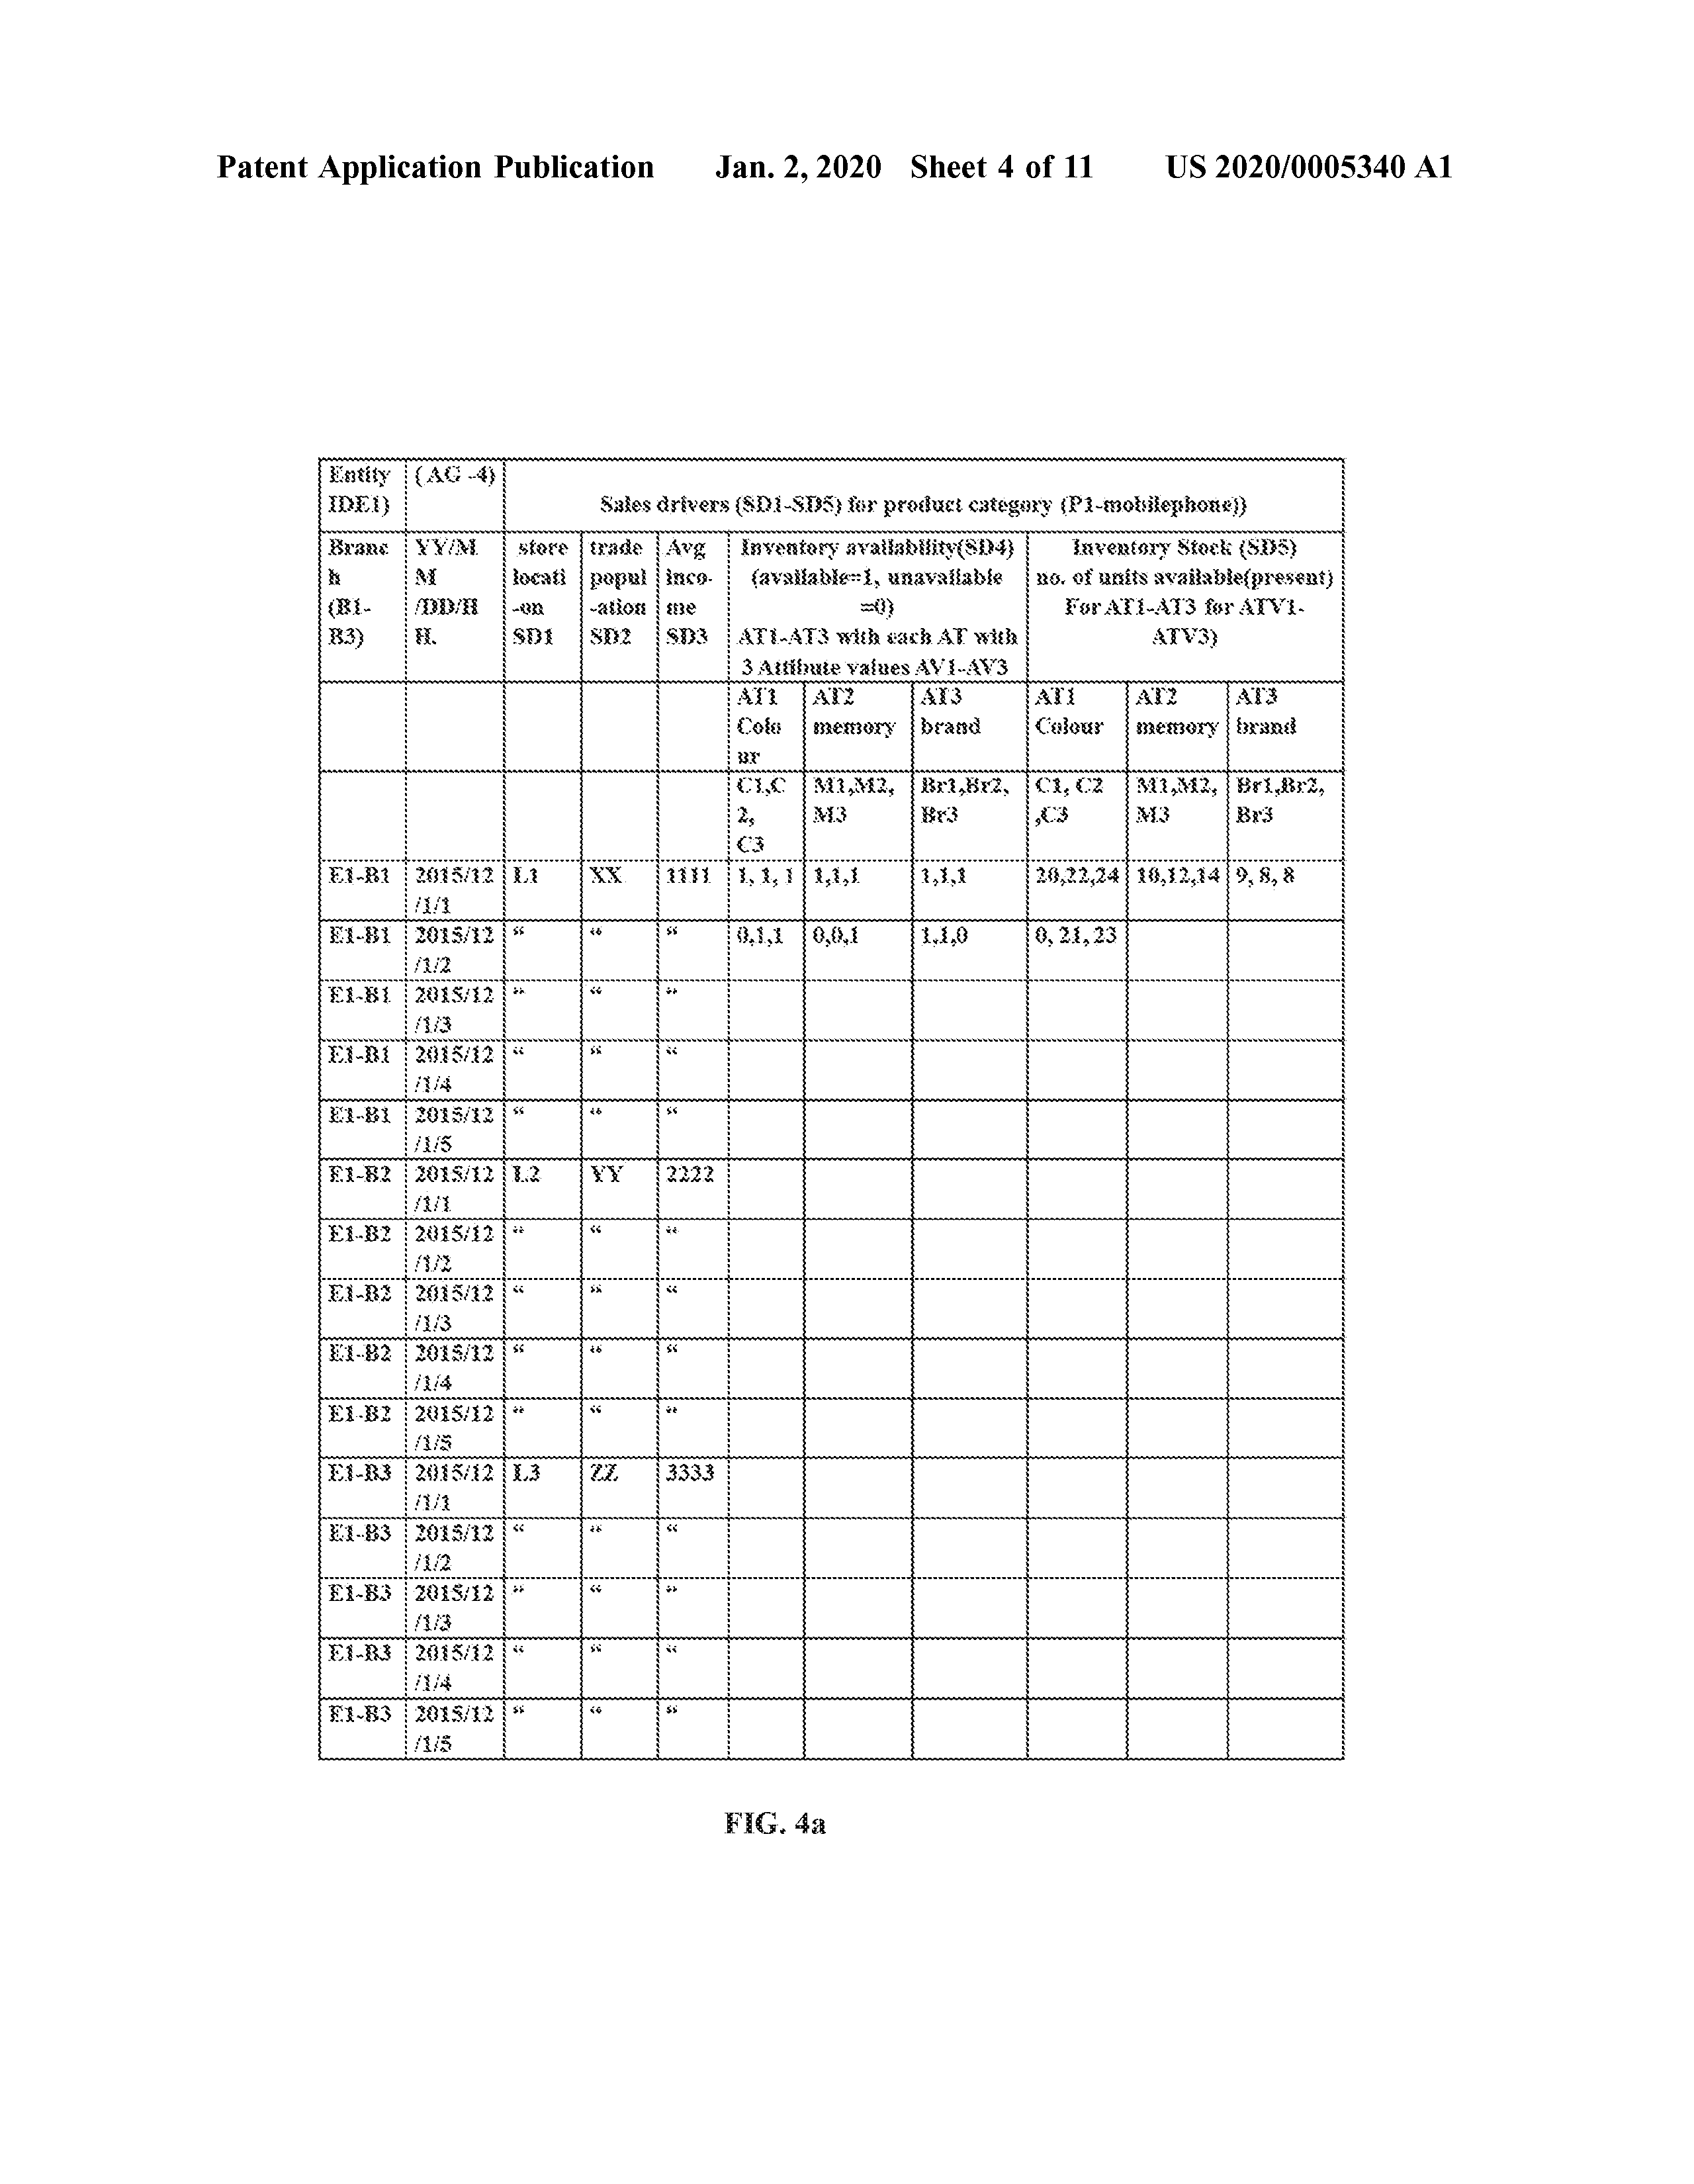 Patent Application Publication Jan. 2, 2020 Sheet 4 of 11 US 2020/0005340 A1
Entity IDE1) ( AG -4) Sales drivers (SD1-SD5) for product category (P1-mobilephone))
Branc h (B1- B3) YY/M M /DD/H H. store locati -on SD1 trade popul -ation SD2 Avg inco- me SD3 Inventory availability(SD4) (available=1, unavailable =0) AT1-AT3 with each AT with 3 Attibute values AV1-AV3 Inventory Stock (SD5) no. of units available(present) For AT1-AT3 for ATV1- ATV3)
AT1 Colo ur AT2 memory AT3 brand AT1 Colour AT2 memory AT3 brand
C1,C 2, C3 M1,M2, M3 Br1,Br2, Br3 C1, C2 ,C3 M1,M2, M3 Br1,Br2, Br3
E1-B1 2015/12 /1/1 L1 XX 1111 1, 1, 1 1,1,1 1,1,1 20,22,24 10,12,14 9, 8, 8
E1-B1 2015/12 /1/2 “ “ “ 0,1,1 0,0,1 1,1,0 0, 21, 23
E1-B1 2015/12 /1/3 “ “ “
E1-B1 2015/12 /1/4 “ “ “
E1-B1 2015/12 /1/5 “ “ “
E1-B2 2015/12 /1/1 L2 YY 2222
E1-B2 2015/12 /1/2 “ “ “
E1-B2 2015/12 /1/3 “ “ “
E1-B2 2015/12 /1/4 “ “ “
E1-B2 2015/12 /1/5 “ “ “
E1-B3 2015/12 /1/1 L3 ZZ 3333
E1-B3 2015/12 /1/2 “ “ “
E1-B3 2015/12 /1/3 “ “ “
E1-B3 2015/12 /1/4 “ “ “
E1-B3 2015/12 /1/5 “ “ “
FIG. 4a